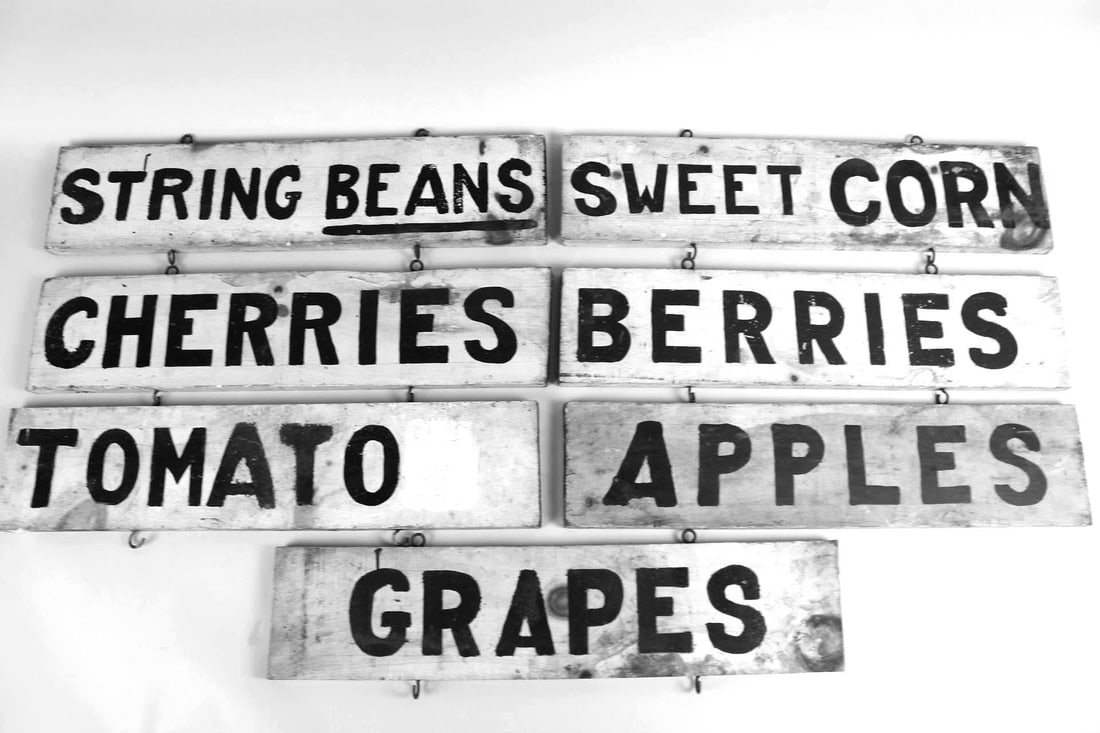 STRING BEANS
SWEET CORN
CHERRIES
BERRIES
TOMATO
APPLES
GRAPES